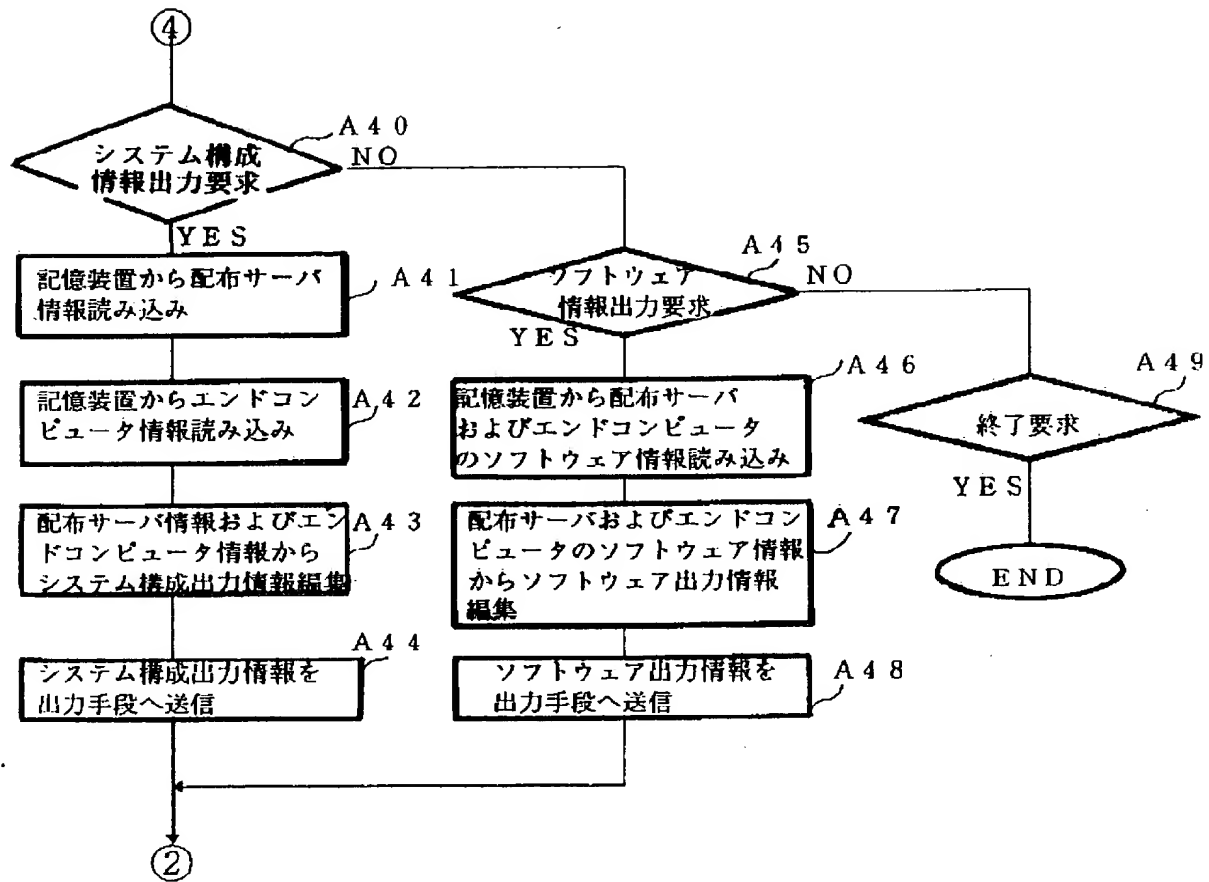 ④
A40
システム構成
情報出力要求
NO
YES
記憶装置から配布サーバ
情報読み込み
A41
記憶装置からエンドコン
ピュータ情報読み込み
A42
配布サーバ情報およびエン
ドコンピュータ情報から
システム構成出力情報編集
A43
システム構成出力情報を
出力手段へ送信
A44
A45
ソフトウェア
情報出力要求
NO
YES
記憶装置から配布サーバ
およびエンドコンピュータ
のソフトウェア情報読み込み
A46
配布サーバおよびエンドコン
ピュータのソフトウェア情報
からソフトウェア出力情報
編集
A47
ソフトウェア出力情報を
出力手段へ送信
A48
A49
終了要求
YES
END
②